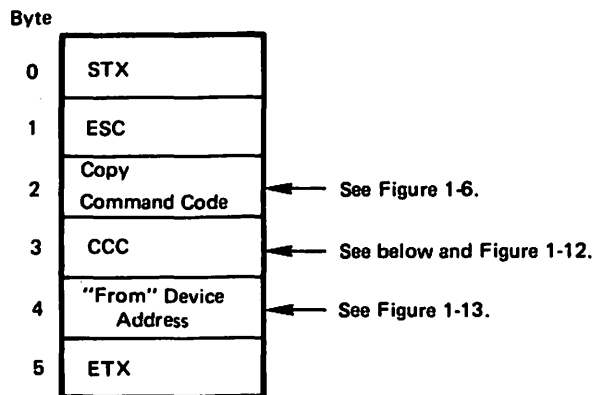 Byte
0 STX
1 ESC
Copy
2 Command Code See Figure 1-6.
3 CCC See below and Figure 1-12.
"From" Device
4 Address See Figure 1-13.
5 ETX